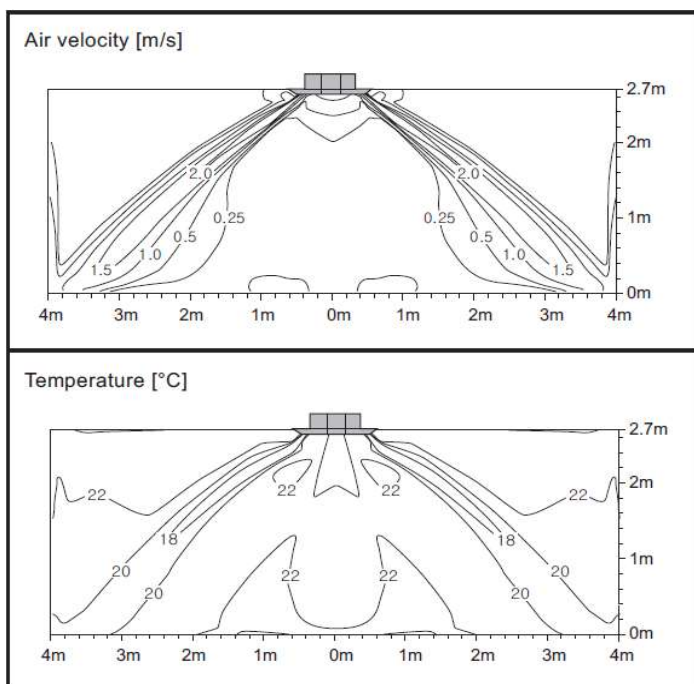 Air velocity [m/s]
2.7m
2m
2.0 2.0
0.25 0.25 1m
0.5 0.5
1.0 1.0
1.5 1.5
0m
4m 3m 2m 1m 0m 1m 2m 3m 4m
Temperature [°C]
2.7m
22 22 22 22 2m
18 18
1m
20 22 22 20
20 20
0m
4m 3m 2m 1m 0m 1m 2m 3m 4m